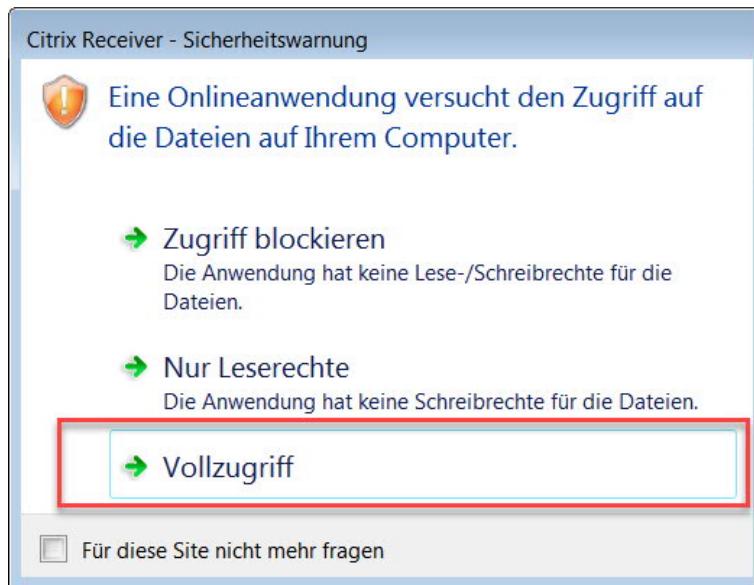 Citrix Receiver - Sicherheitswarnung
Eine Onlineanwendung versucht den Zugriff auf
die Dateien auf Ihrem Computer.
Zugriff blockieren
Die Anwendung hat keine Lese-/Schreibrechte für die
Dateien.
Nur Leserechte
Die Anwendung hat keine Schreibrechte für die Dateien.
Vollzugriff
Für diese Site nicht mehr fragen